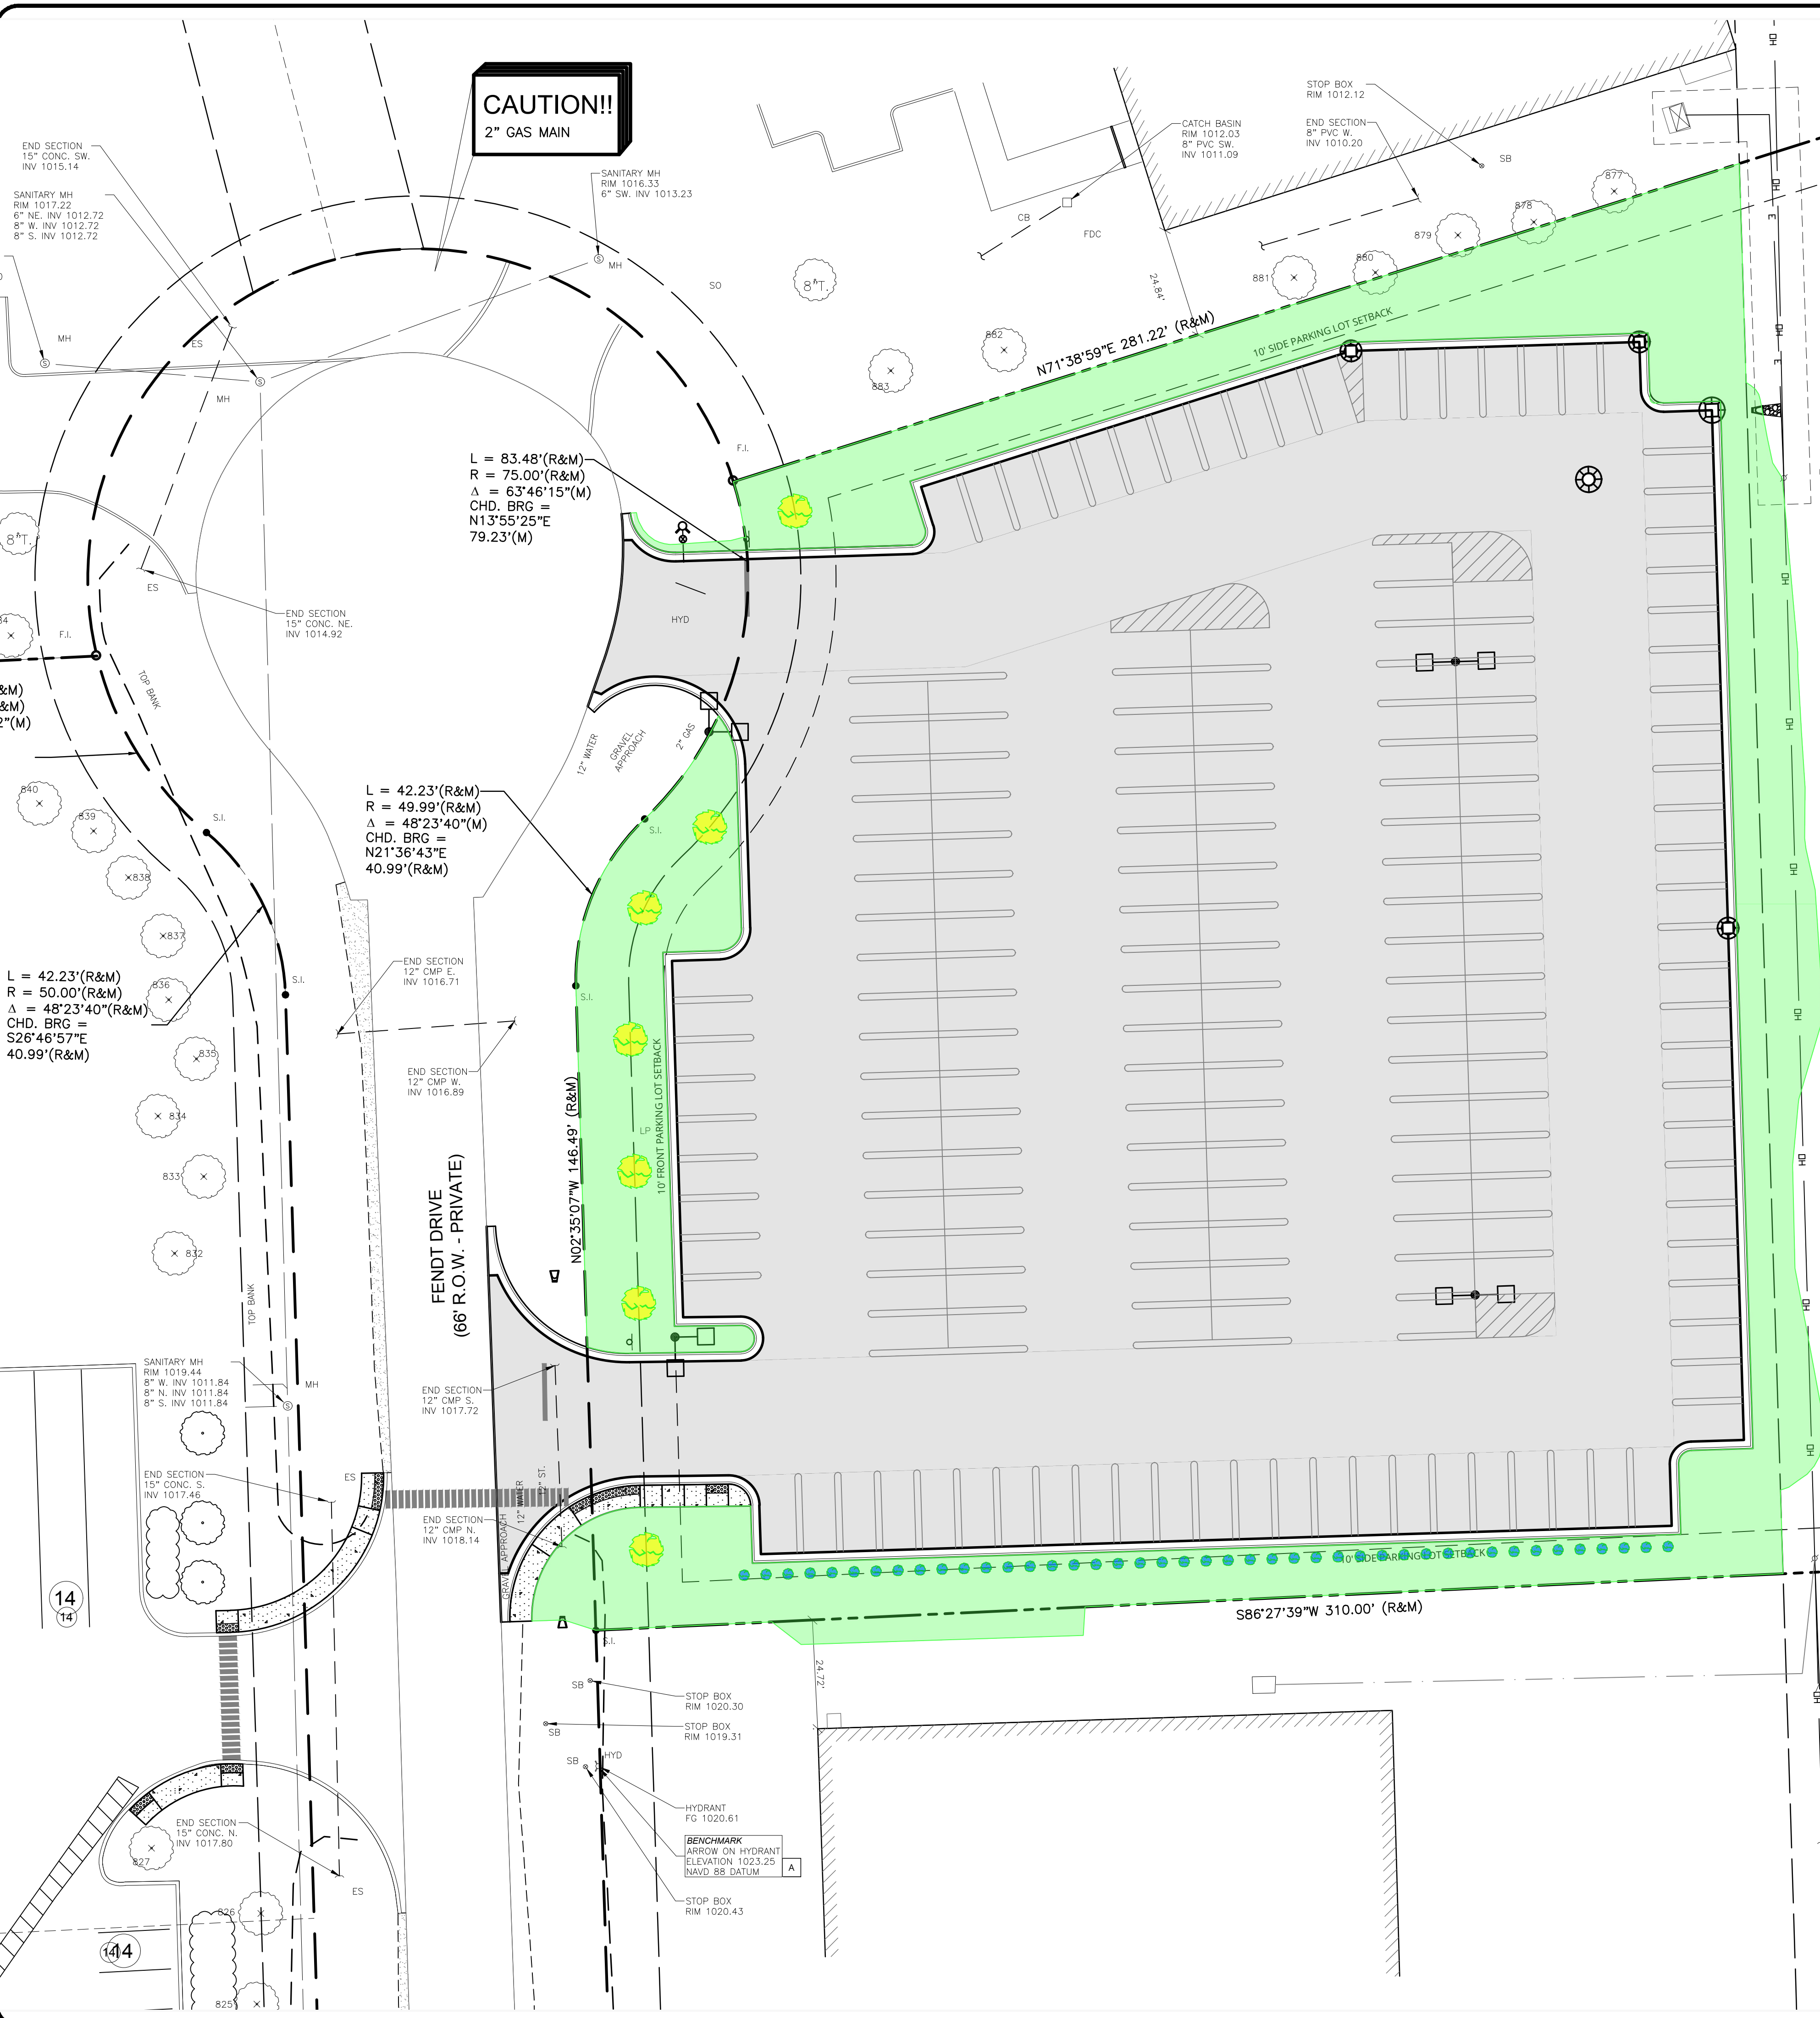 CAUTION!!
2" GAS MAIN
END SECTION
15" CONC. SW.
INV 1015.14
SANITARY MH
RIM 1017.22
6" NE. INV 1012.72
8" W. INV 1012.72
8" S. INV 1012.72
SANITARY MH
RIM 1016.33
6" SW. INV 1013.23
MH
CATCH BASIN
RIM 1012.03
8" PVC SW.
INV 1011.09
STOP BOX
RIM 1012.12
END SECTION
8" PVC W.
INV 1010.20
SB
OH
OH
E
OH
E
877
878
879
880
881
882
883
CB
FDC
SO
24.84'
MH
ES
MH
N71°38'59"E 281.22' (R&M)
10' SIDE PARKING LOT SETBACK
F.I.
L = 83.48'(R&M)
R = 75.00'(R&M)
Δ = 63°46'15"(M)
CHD. BRG =
N13°55'25"E
79.23'(M)
ES
END SECTION
15" CONC. NE.
INV 1014.92
HYD
F.I.
&M)
&M)
2"(M)
TOP BANK
12" WATER
GRAVEL
APPROACH
2" GAS
L = 42.23'(R&M)
R = 49.99'(R&M)
Δ = 48°23'40"(M)
CHD. BRG =
N21°36'43"E
40.99'(R&M)
S.I.
S.I.
840
839
838
837
836
835
834
833
832
L = 42.23'(R&M)
R = 50.00'(R&M)
Δ = 48°23'40"(R&M)
CHD. BRG =
S26°46'57"E
40.99'(R&M)
S.I.
S.I.
END SECTION
12" CMP E.
INV 1016.71
END SECTION
12" CMP W.
INV 1016.89
N02°35'07"W 146.49' (R&M)
10' FRONT PARKING LOT SETBACK
LP
FENDT DRIVE
(66' R.O.W. - PRIVATE)
TOP BANK
OH
OH
OH
OH
OH
OH
OH
OH
SANITARY MH
RIM 1019.44
8" W. INV 1011.84
8" N. INV 1011.84
8" S. INV 1011.84
MH
END SECTION
12" CMP S.
INV 1017.72
END SECTION
15" CONC. S.
INV 1017.46
ES
12" WATER
12" ST.
END SECTION
12" CMP N.
INV 1018.14
10' SIDE PARKING LOT SETBACK
S86°27'39"W 310.00' (R&M)
14
14
S.I.
24.72'
SB
STOP BOX
RIM 1020.30
SB
STOP BOX
RIM 1019.31
SB
HYD
HYDRANT
FG 1020.61
BENCHMARK
ARROW ON HYDRANT
ELEVATION 1023.25
NAVD 88 DATUM
A
STOP BOX
RIM 1020.43
END SECTION
15" CONC. N.
INV 1017.80
827
ES
826
14
14
825